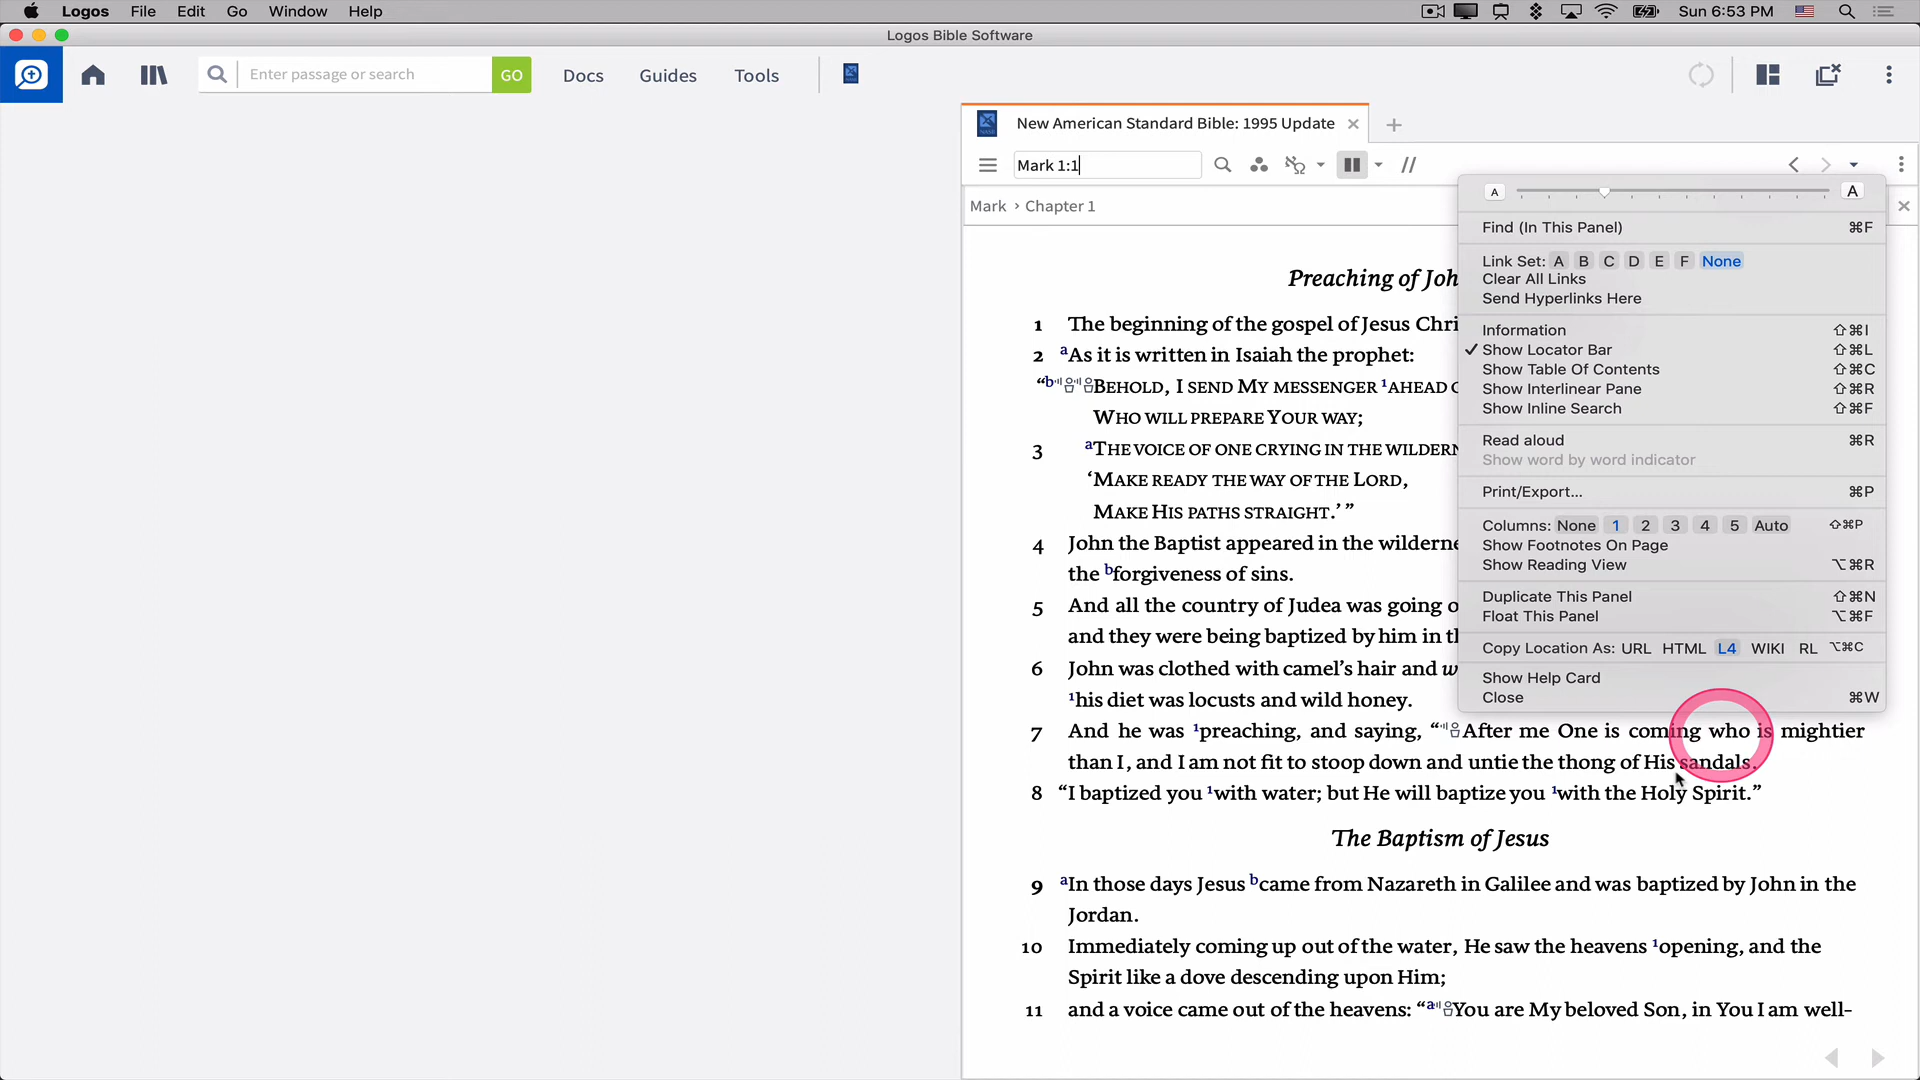 Logos File Edit Go Window Help Sun 6:53 PM
Logos Bible Software
Enter passage or search GO Docs Guides Tools
New American Standard Bible: 1995 Update
Mark 1:1
Mark › Chapter 1
A A
Find (In This Panel) ⌘F
Link Set: A B C D E F None
Clear All Links
Send Hyperlinks Here
Information ⇧⌘I
✓ Show Locator Bar ⇧⌘L
Show Table Of Contents ⇧⌘C
Show Interlinear Pane ⇧⌘R
Show Inline Search ⇧⌘F
Read aloud ⌘R
Show word by word indicator
Print/Export... ⌘P
Columns: None 1 2 3 4 5 Auto ⇧⌘P
Show Footnotes On Page
Show Reading View ⌥⌘R
Duplicate This Panel ⇧⌘N
Float This Panel ⌥⌘F
Copy Location As: URL HTML L4 WIKI RL ⌥⌘C
Show Help Card
Close ⌘W
Preaching of Joh
1 The beginning of the gospel of Jesus Chri
2 aAs it is written in Isaiah the prophet:
“bBEHOLD, I SEND MY MESSENGER 1AHEAD
WHO WILL PREPARE YOUR WAY;
3 aTHE VOICE OF ONE CRYING IN THE WILDERN
‘MAKE READY THE WAY OF THE LORD,
MAKE HIS PATHS STRAIGHT.’ ”
4 John the Baptist appeared in the wilderne
the bforgiveness of sins.
5 And all the country of Judea was going o
and they were being baptized by him in th
6 John was clothed with camel’s hair and w
1his diet was locusts and wild honey.
7 And he was 1preaching, and saying, “After me One is coming who is mightier
than I, and I am not fit to stoop down and untie the thong of His sandals.
8 “I baptized you 1with water; but He will baptize you 1with the Holy Spirit.”
The Baptism of Jesus
9 aIn those days Jesus bcame from Nazareth in Galilee and was baptized by John in the
Jordan.
10 Immediately coming up out of the water, He saw the heavens 1opening, and the
Spirit like a dove descending upon Him;
11 and a voice came out of the heavens: “aYou are My beloved Son, in You I am well-